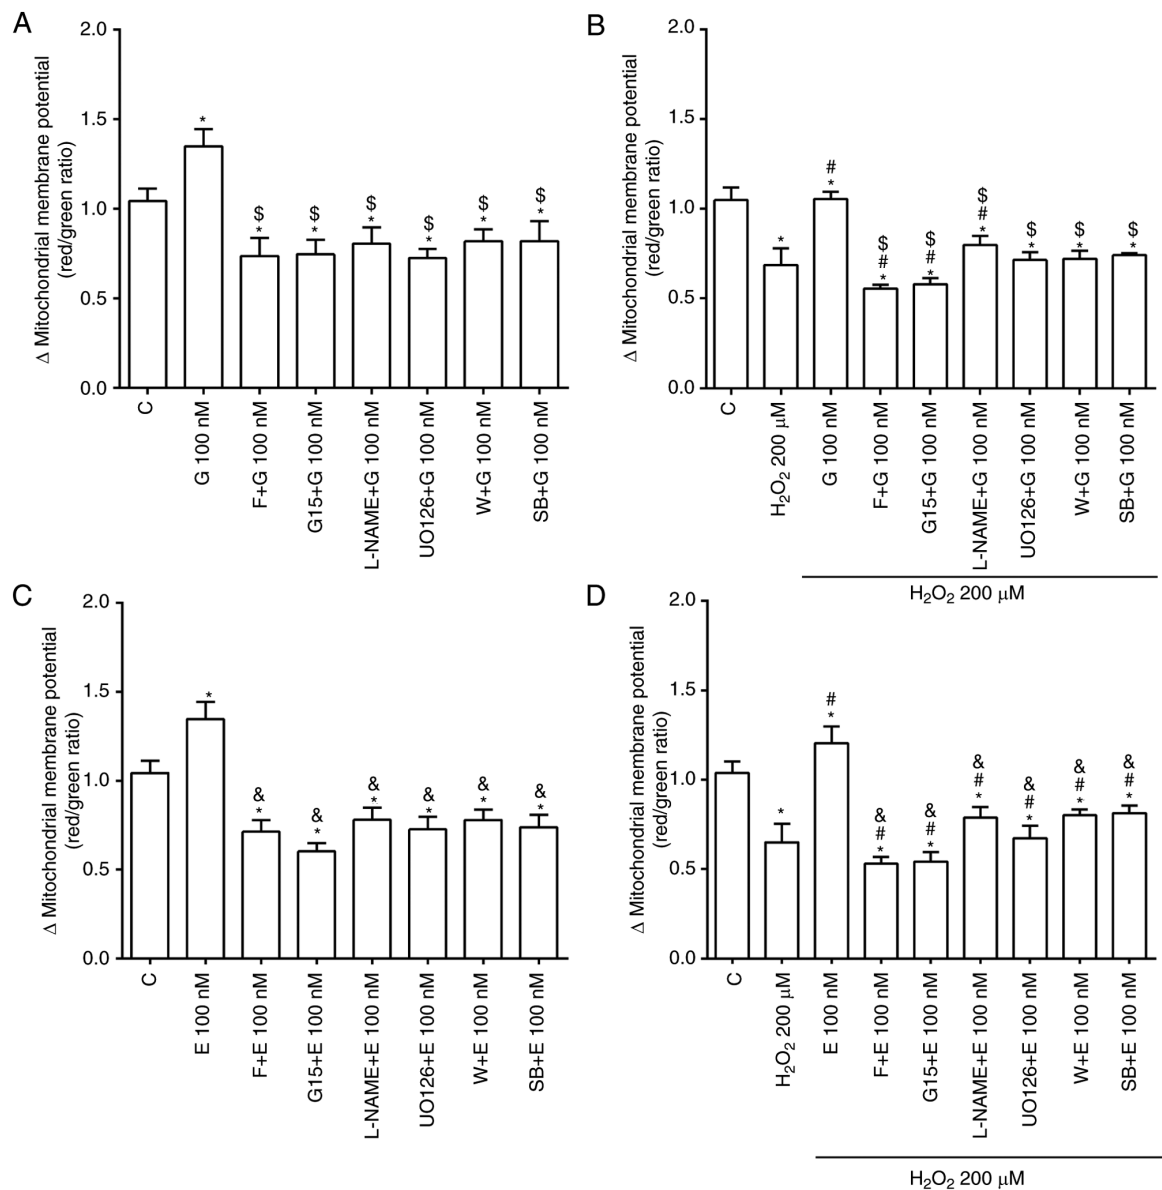 A
Δ Mitochondrial membrane potential
(red/green ratio)
2.0
1.5
1.0
0.5
0.0
*
$
*
$
*
$
*
$
*
$
*
$
*
C
G 100 nM
F+G 100 nM
G15+G 100 nM
L-NAME+G 100 nM
UO126+G 100 nM
W+G 100 nM
SB+G 100 nM
B
Δ Mitochondrial membrane potential
(red/green ratio)
2.0
1.5
1.0
0.5
0.0
*
#
*
$
#
*
$
#
*
$
#
*
$
*
$
*
$
*
C
H₂O₂ 200 μM
G 100 nM
F+G 100 nM
G15+G 100 nM
L-NAME+G 100 nM
UO126+G 100 nM
W+G 100 nM
SB+G 100 nM
H₂O₂ 200 μM
C
Δ Mitochondrial membrane potential
(red/green ratio)
2.0
1.5
1.0
0.5
0.0
*
&
*
&
*
&
*
&
*
&
*
&
*
C
E 100 nM
F+E 100 nM
G15+E 100 nM
L-NAME+E 100 nM
UO126+E 100 nM
W+E 100 nM
SB+E 100 nM
D
Δ Mitochondrial membrane potential
(red/green ratio)
2.0
1.5
1.0
0.5
0.0
*
#
*
&
#
*
&
#
*
&
#
*
&
#
*
&
#
*
&
#
*
C
H₂O₂ 200 μM
E 100 nM
F+E 100 nM
G15+E 100 nM
L-NAME+E 100 nM
UO126+E 100 nM
W+E 100 nM
SB+E 100 nM
H₂O₂ 200 μM